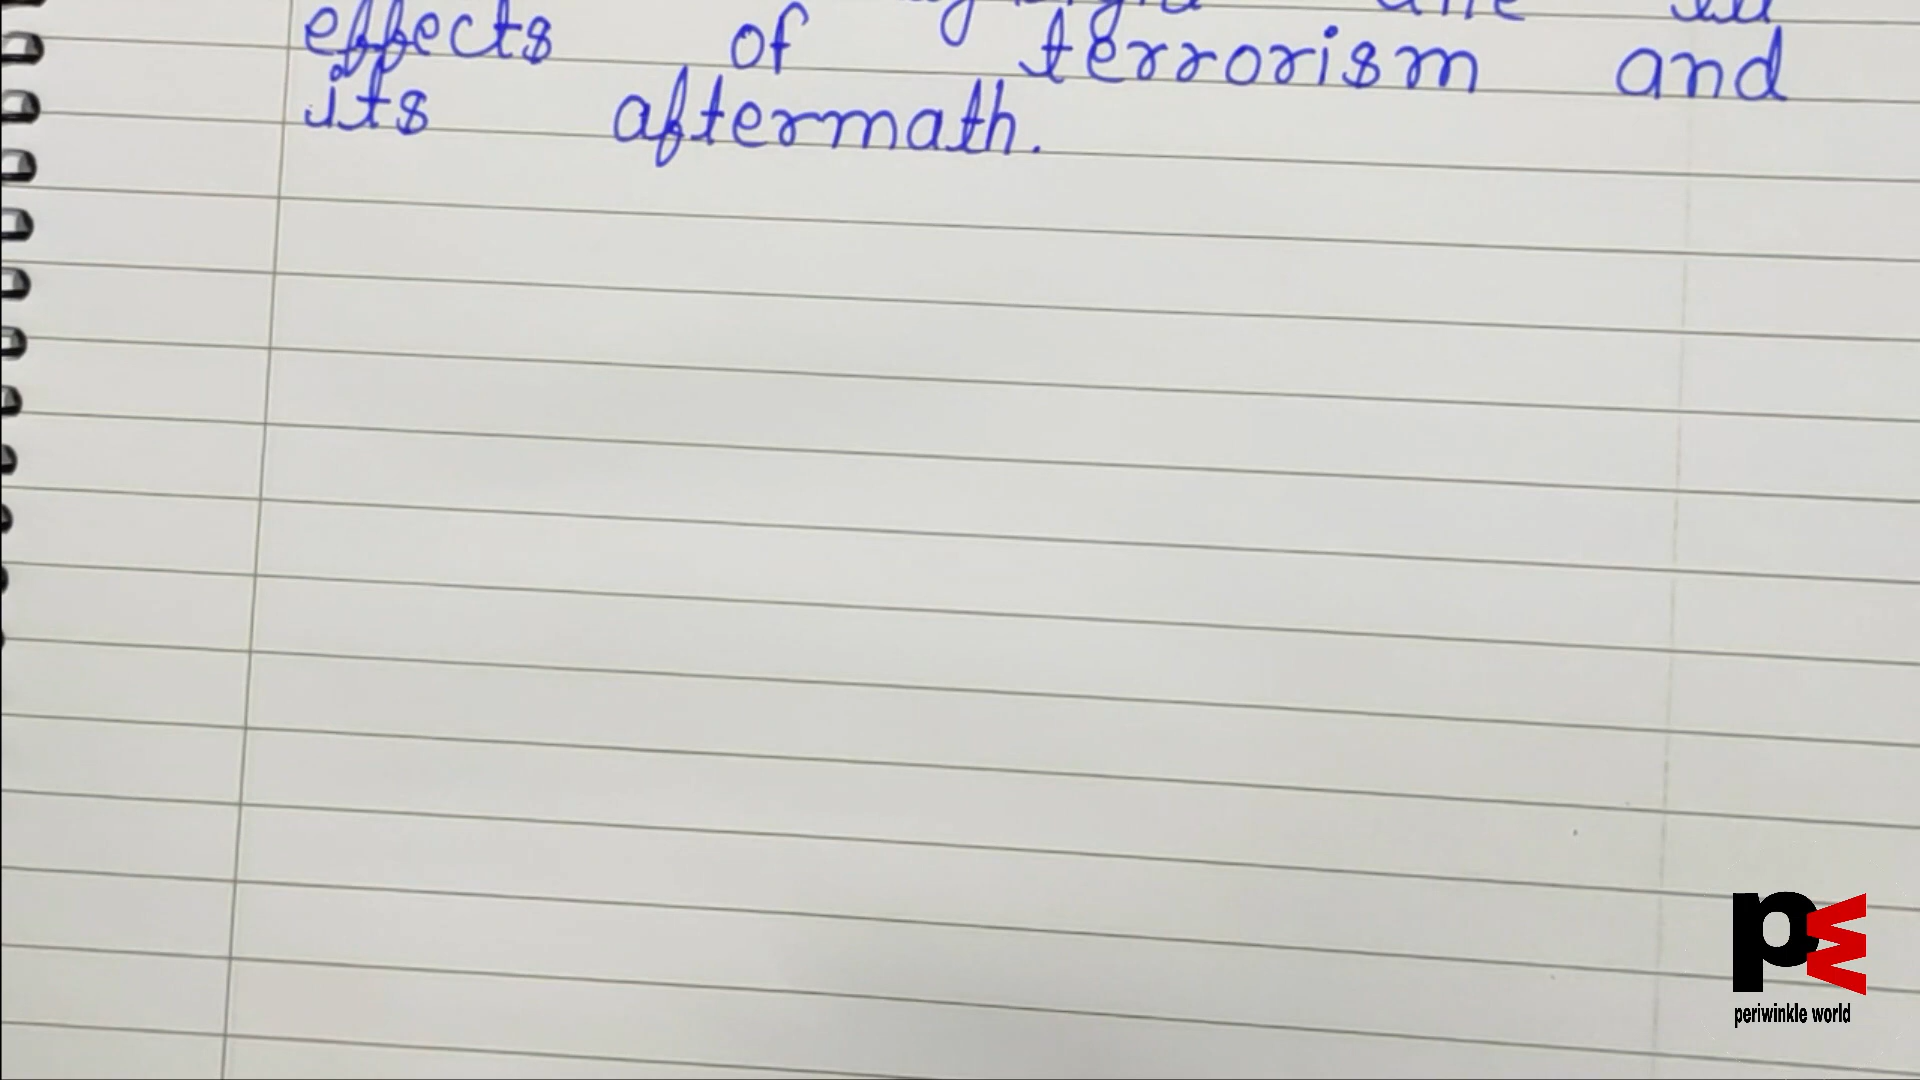 effects of terrorism and
its aftermath.
periwinkle world